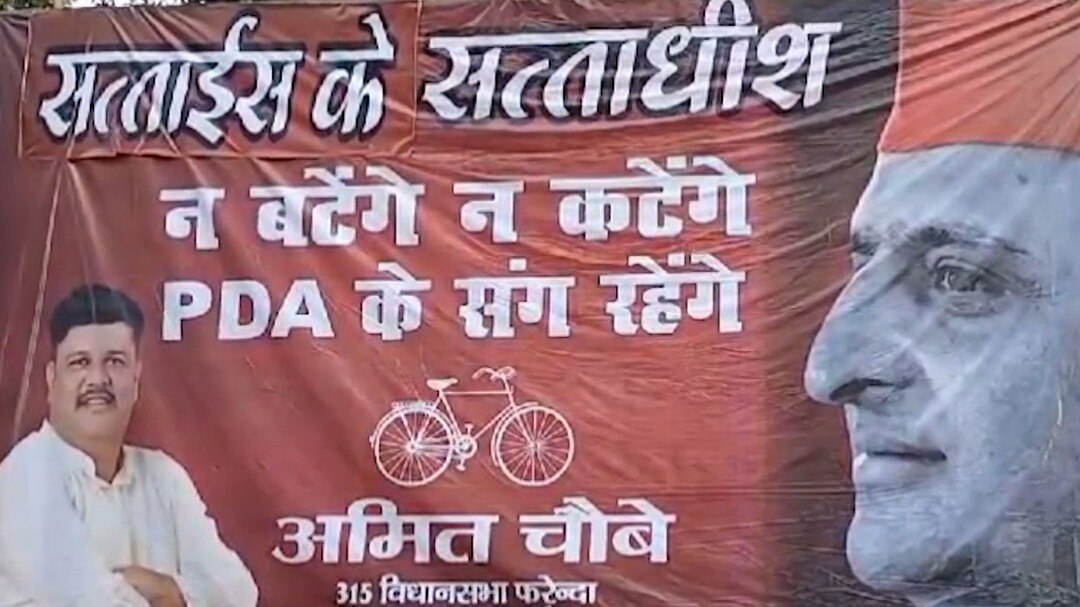 सत्ताईस के सत्ताधीश
न बटेंगे न कटेंगे
PDA के संग रहेंगे
अमित चौबे
315 विधानसभा फरेन्दा